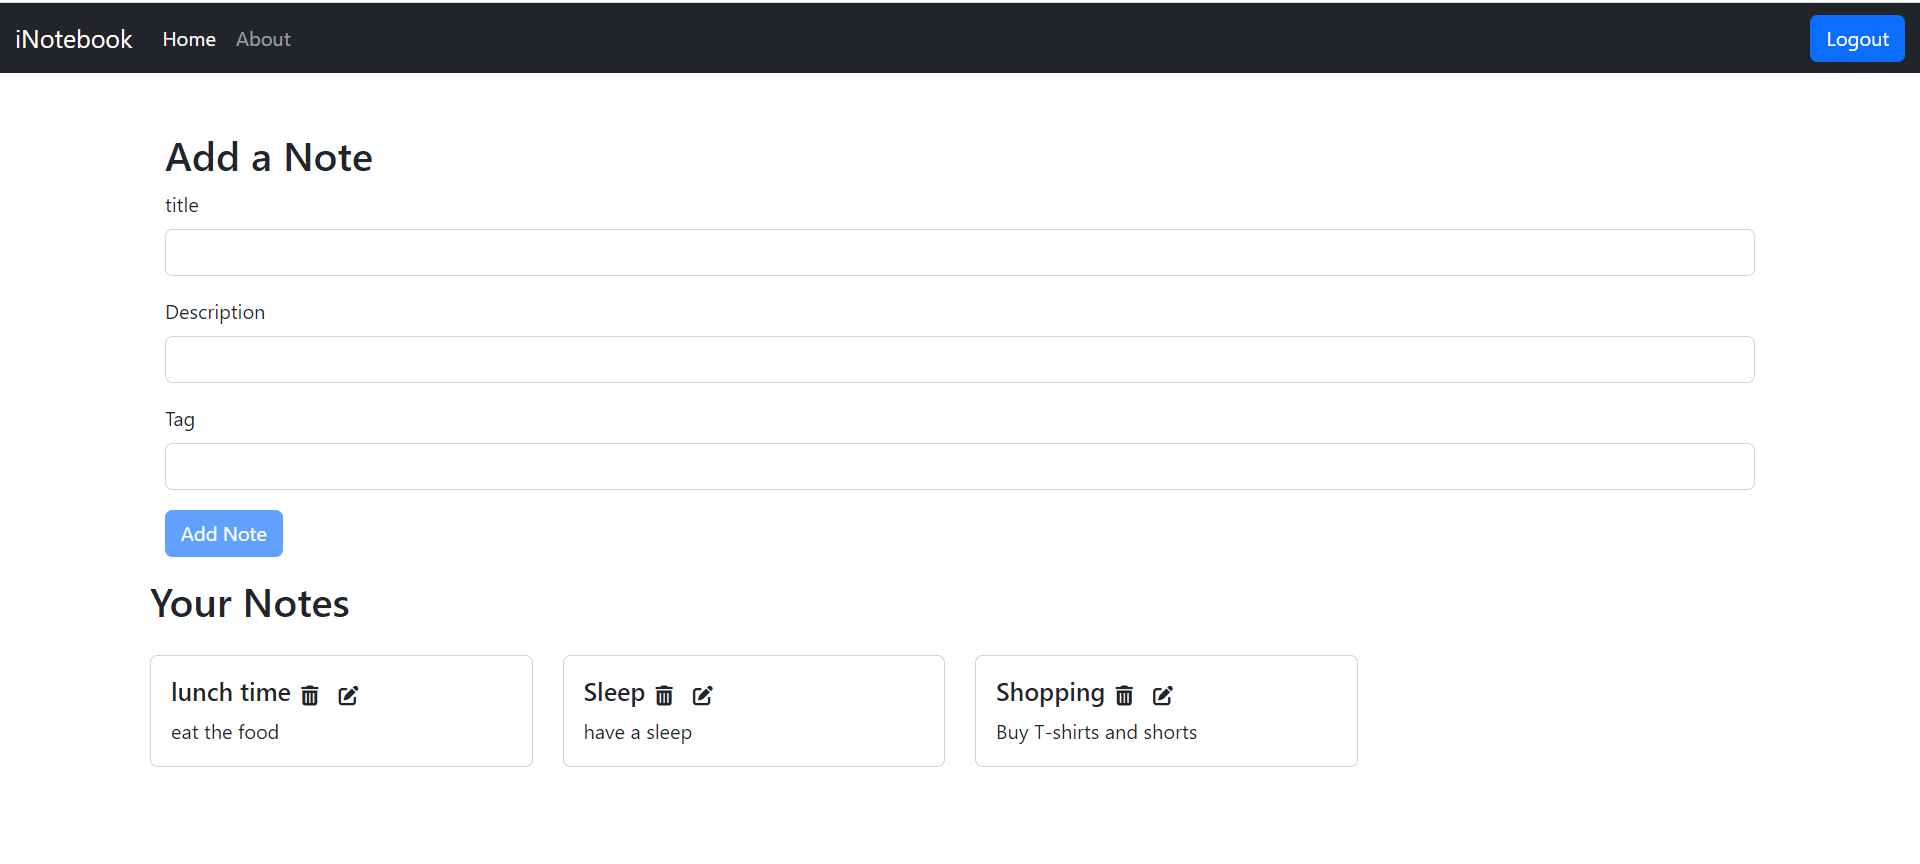 iNotebook Home About Logout
Add a Note
title
Description
Tag
Add Note
Your Notes
lunch time
eat the food
Sleep
have a sleep
Shopping
Buy T-shirts and shorts